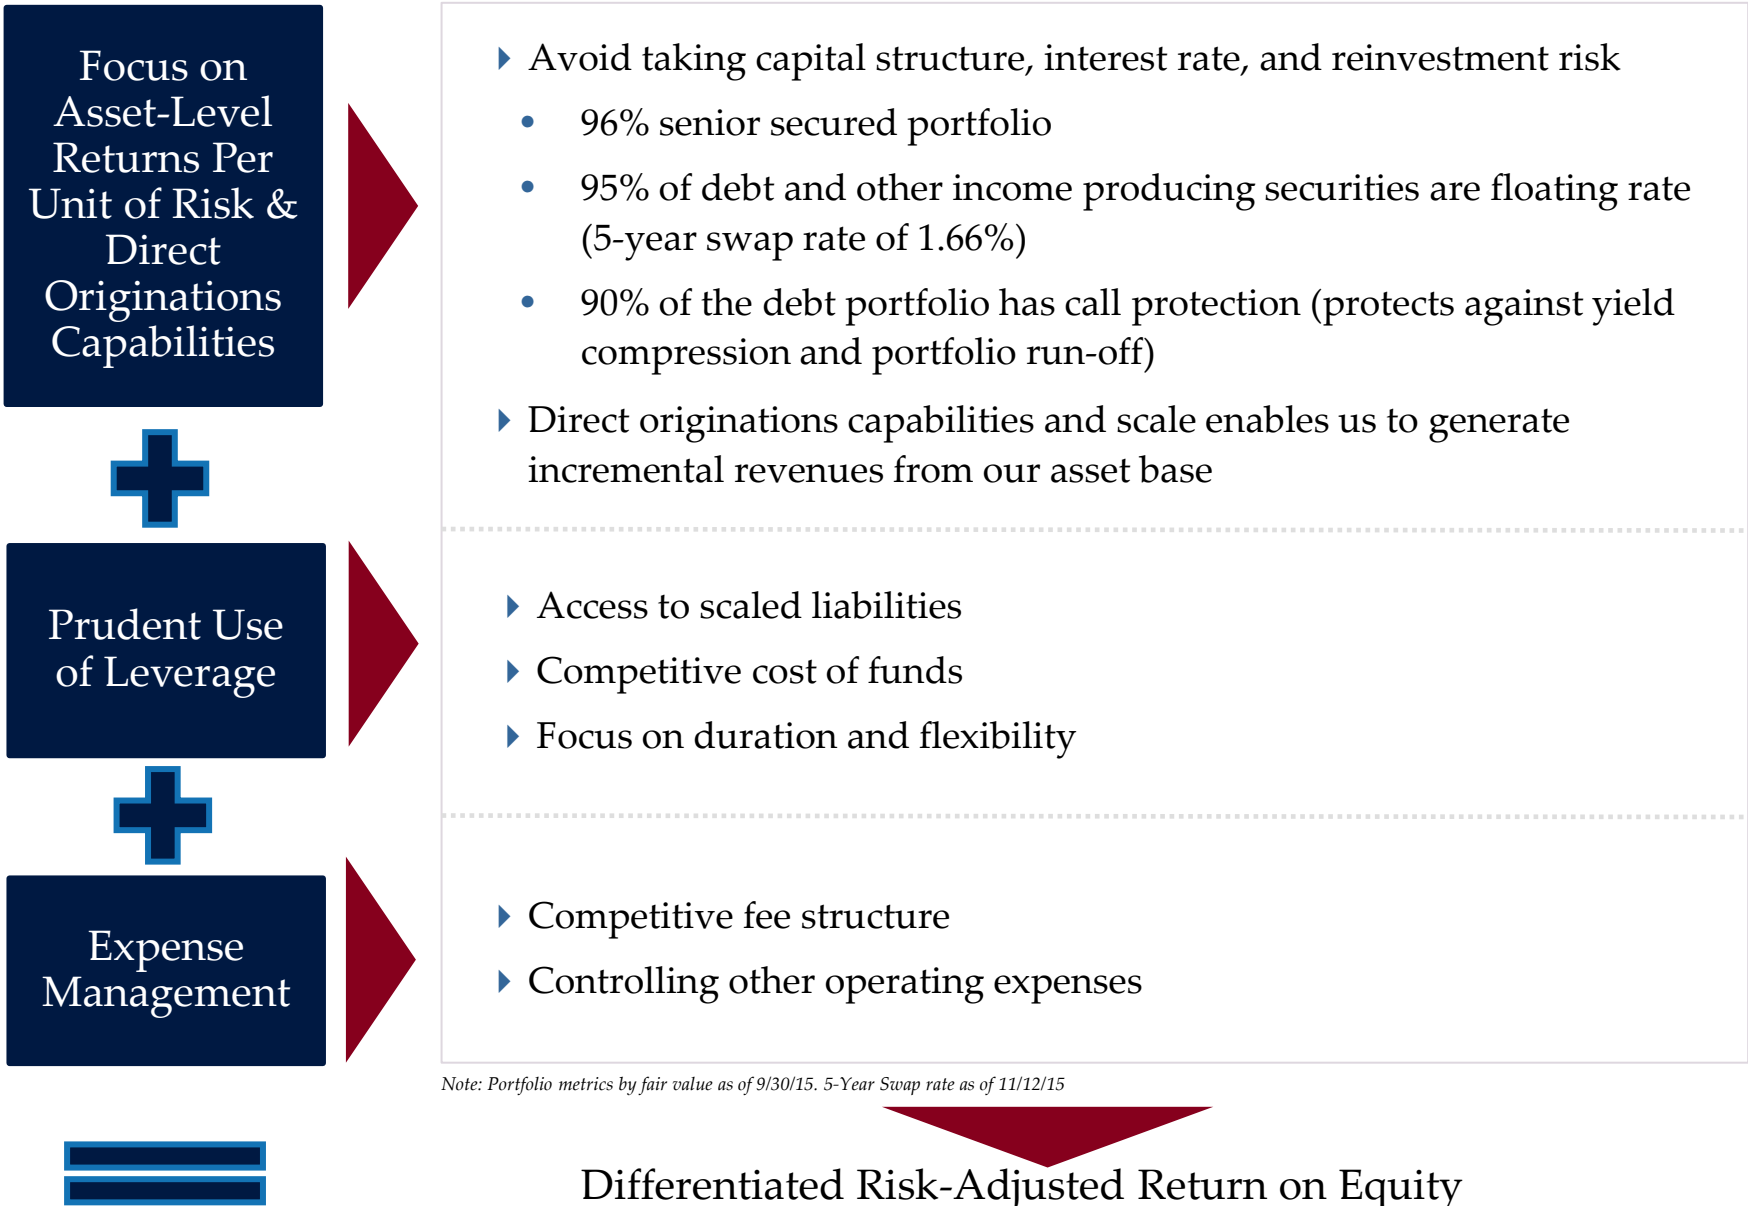 Focus on
Asset-Level
Returns Per
Unit of Risk &
Direct
Originations
Capabilities
Avoid taking capital structure, interest rate, and reinvestment risk
• 96% senior secured portfolio
• 95% of debt and other income producing securities are floating rate
(5-year swap rate of 1.66%)
• 90% of the debt portfolio has call protection (protects against yield
compression and portfolio run-off)
Direct originations capabilities and scale enables us to generate
incremental revenues from our asset base
Prudent Use
of Leverage
Access to scaled liabilities
Competitive cost of funds
Focus on duration and flexibility
Expense
Management
Competitive fee structure
Controlling other operating expenses
Note: Portfolio metrics by fair value as of 9/30/15. 5-Year Swap rate as of 11/12/15
Differentiated Risk-Adjusted Return on Equity